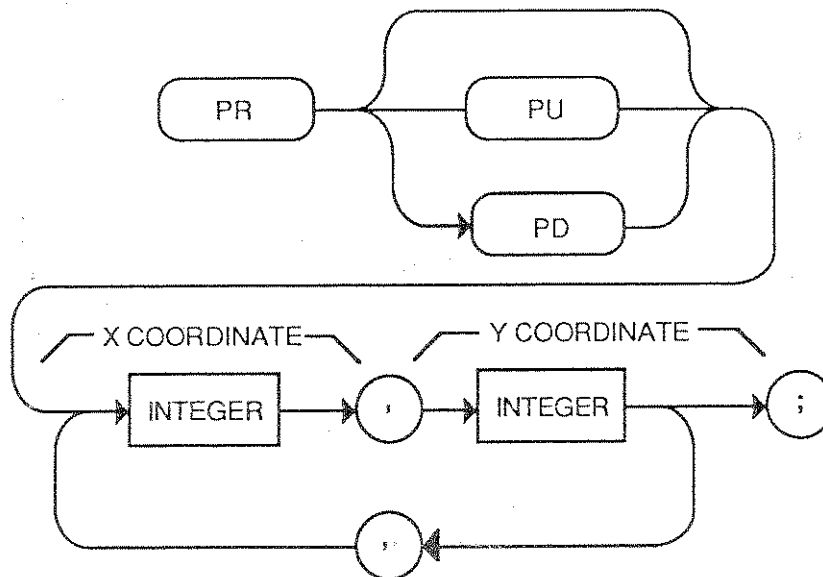 PR
PU
PD
X COORDINATE
Y COORDINATE
INTEGER
,
INTEGER
;
,